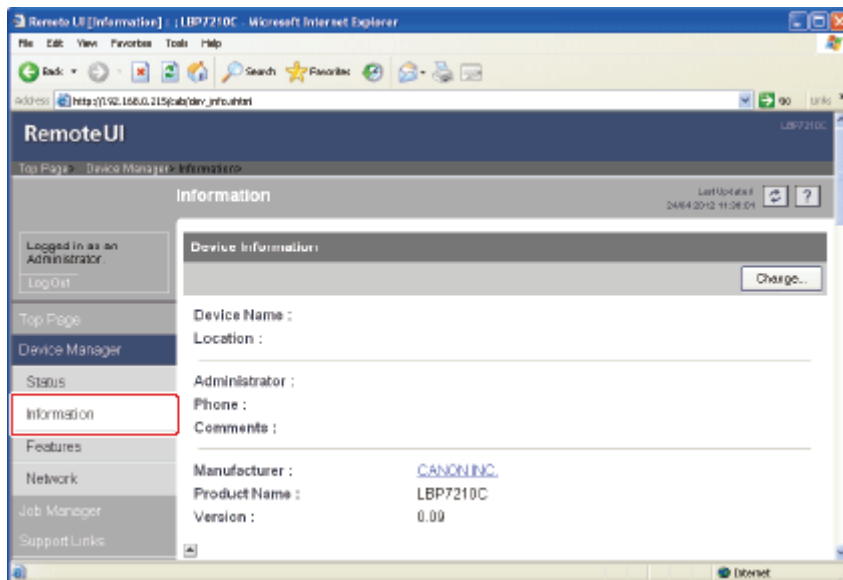 Remote UI [Information] : ; LBP7210C - Microsoft Internet Explorer
File Edit View Favorites Tools Help
Back Search Favorites
Address http://192.168.0.215/cab/dev_info.shtml Go Links
Remote UI LBP7210C
Top Page> Device Manager> Information>
Information Last Updated
24/04/2012 11:36:01 ?
Logged in as an
Administrator.
Log Out
Top Page
Device Manager
Status
Information
Features
Network
Job Manager
Support Links
Device Information
Change...
Device Name :
Location :
Administrator :
Phone :
Comments :
Manufacturer : CANON INC.
Product Name : LBP7210C
Version : 0.09
Internet